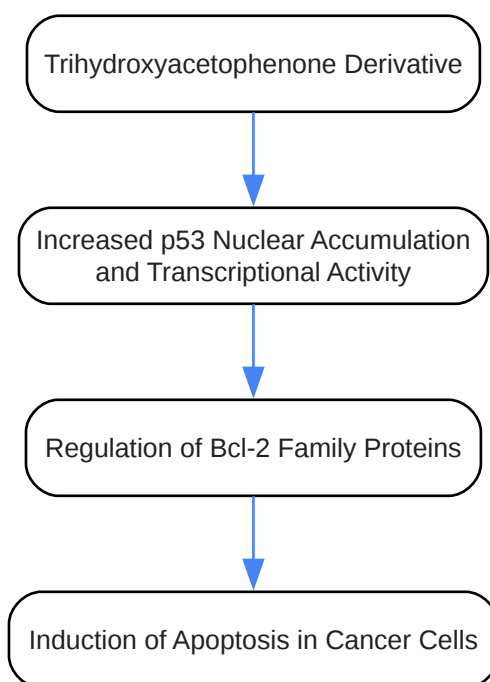 Trihydroxyacetophenone Derivative
Increased p53 Nuclear Accumulation
and Transcriptional Activity
Regulation of Bcl-2 Family Proteins
Induction of Apoptosis in Cancer Cells